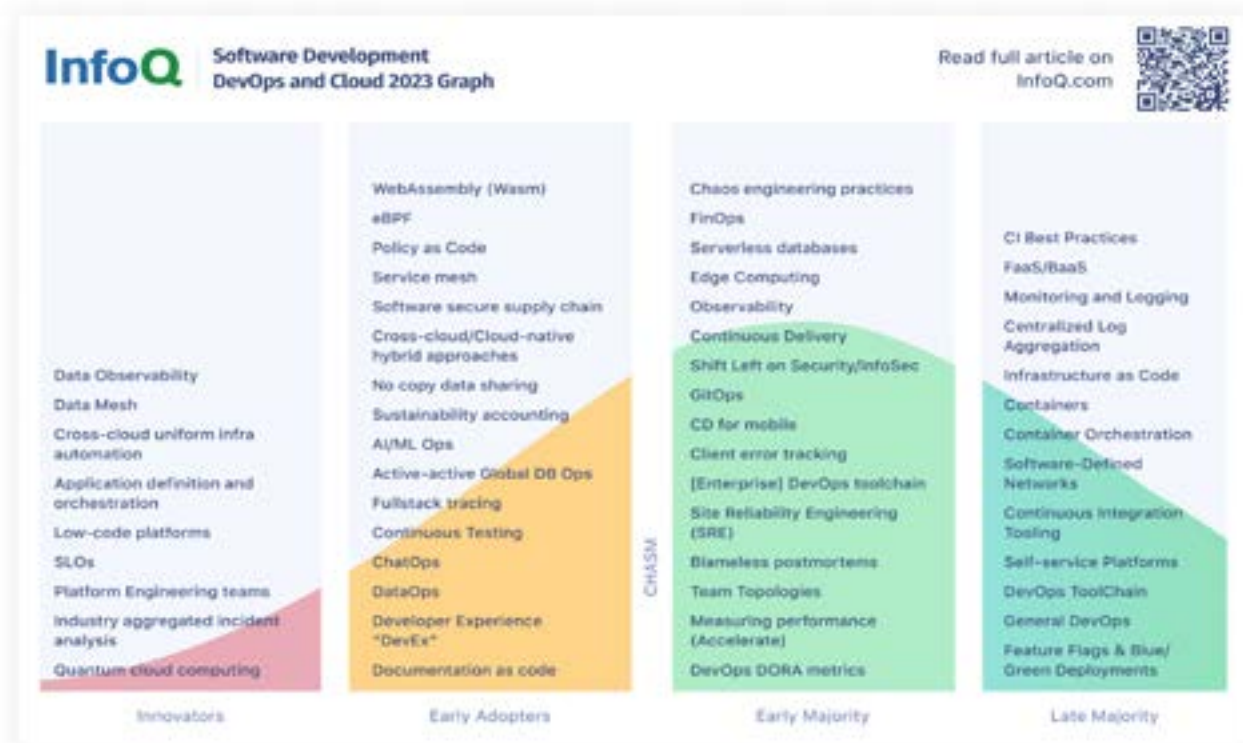 InfoQ
Software Development
DevOps and Cloud 2023 Graph
Read full article on
InfoQ.com
Data Observability
Data Mesh
Cross-cloud uniform infra
automation
Application definition and
orchestration
Low-code platforms
SLOs
Platform Engineering teams
Industry aggregated incident
analysis
Quantum cloud computing
Innovators
WebAssembly (Wasm)
eBPF
Policy as Code
Service mesh
Software secure supply chain
Cross-cloud/Cloud-native
hybrid approaches
No copy data sharing
Sustainability accounting
AI/ML Ops
Active-active Global DB Ops
Fullstack tracing
Continuous Testing
ChatOps
DataOps
Developer Experience
"DevEx"
Documentation as code
Early Adopters
CHASM
Chaos engineering practices
FinOps
Serverless databases
Edge Computing
Observability
Continuous Delivery
Shift Left on Security/InfoSec
GitOps
CD for mobile
Client error tracking
[Enterprise] DevOps toolchain
Site Reliability Engineering
(SRE)
Blameless postmortems
Team Topologies
Measuring performance
(Accelerate)
DevOps DORA metrics
Early Majority
CI Best Practices
FaaS/BaaS
Monitoring and Logging
Centralized Log
Aggregation
Infrastructure as Code
Containers
Container Orchestration
Software-Defined
Networks
Continuous Integration
Tooling
Self-service Platforms
DevOps ToolChain
General DevOps
Feature Flags & Blue/
Green Deployments
Late Majority